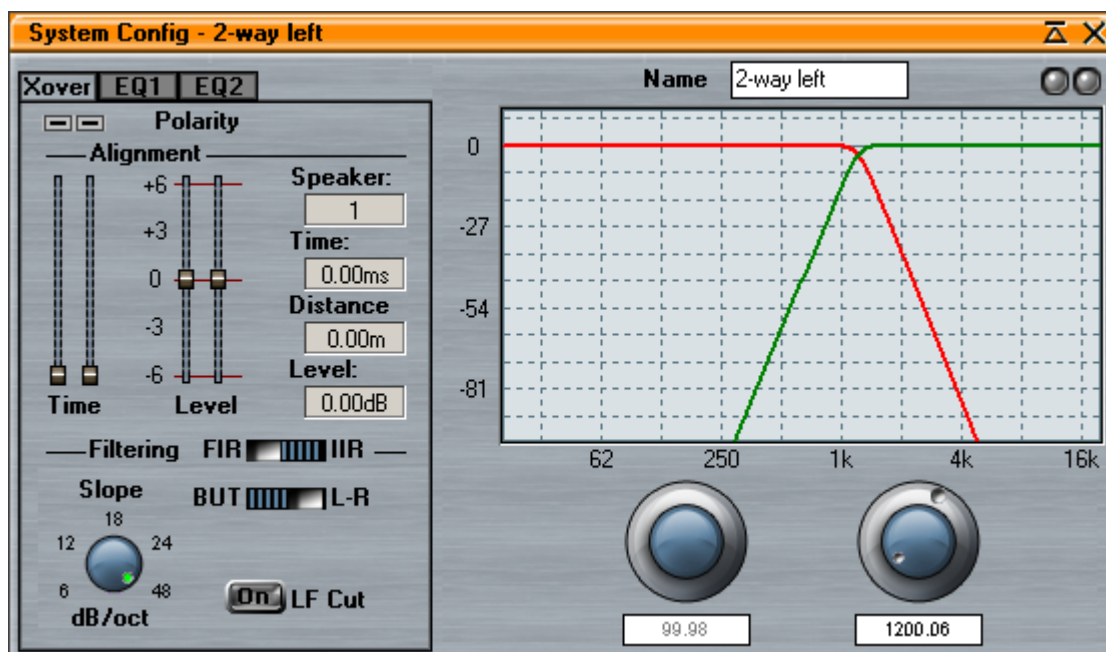 System Config - 2-way left
Xover EQ1 EQ2
Name 2-way left
Polarity
Alignment
+6
+3
0
-3
-6
Time Level
Speaker:
1
Time:
0.00ms
Distance
0.00m
Level:
0.00dB
Filtering FIR IIR
Slope
BUT L-R
18
12 24
6 48
dB/oct
On LF Cut
0
-27
-54
-81
62 250 1k 4k 16k
99.98 1200.06